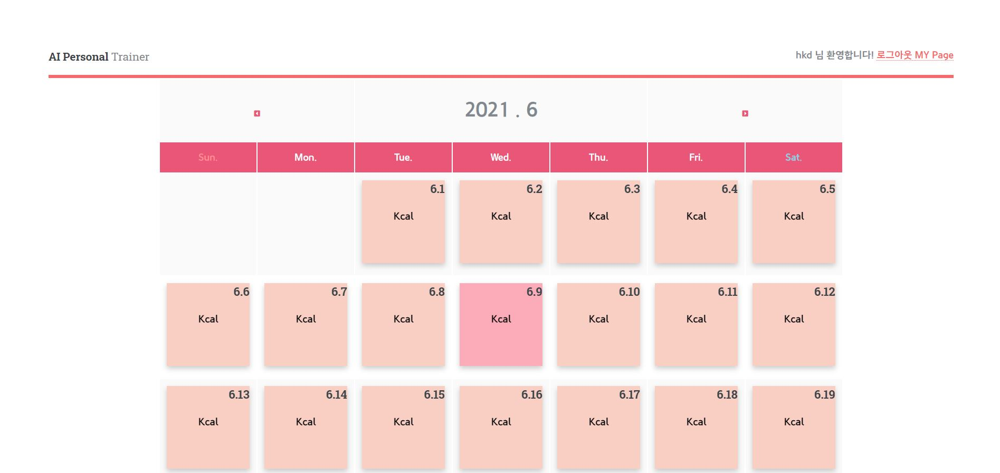 AI Personal Trainer
hkd 님 환영합니다! 로그아웃 MY Page
2021 . 6
Sun. Mon. Tue. Wed. Thu. Fri. Sat.
6.1 6.2 6.3 6.4 6.5
Kcal Kcal Kcal Kcal Kcal
6.6 6.7 6.8 6.9 6.10 6.11 6.12
Kcal Kcal Kcal Kcal Kcal Kcal Kcal
6.13 6.14 6.15 6.16 6.17 6.18 6.19
Kcal Kcal Kcal Kcal Kcal Kcal Kcal